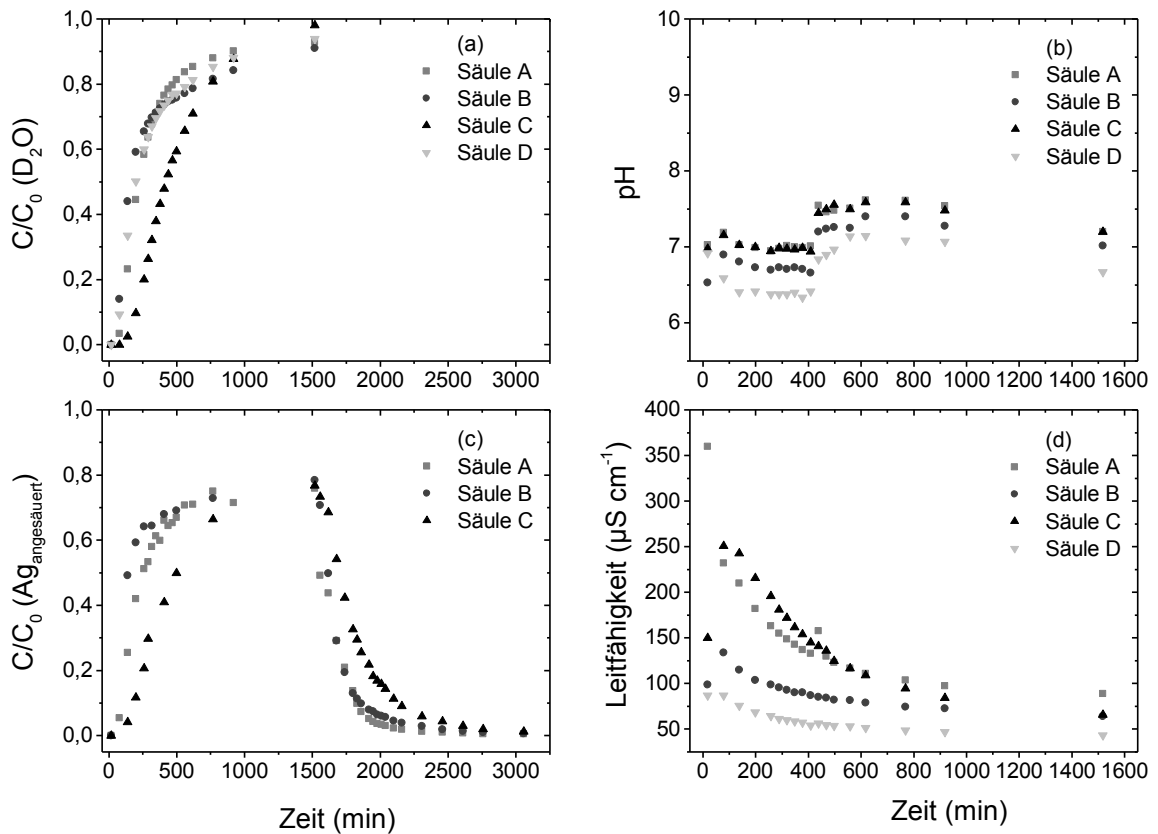 1,0
0,8
0,6
0,4
0,2
0,0
C/C0 (D2O)
(a)
Säule A
Säule B
Säule C
Säule D
0 500 1000 1500 2000 2500 3000
10
9
8
7
6
pH
(b)
Säule A
Säule B
Säule C
Säule D
0 200 400 600 800 1000 1200 1400 1600
1,0
0,8
0,6
0,4
0,2
0,0
C/C0 (Agangesäuert)
(c)
Säule A
Säule B
Säule C
0 500 1000 1500 2000 2500 3000
Zeit (min)
400
350
300
250
200
150
100
50
Leitfähigkeit (µS cm-1)
(d)
Säule A
Säule B
Säule C
Säule D
0 200 400 600 800 1000 1200 1400 1600
Zeit (min)